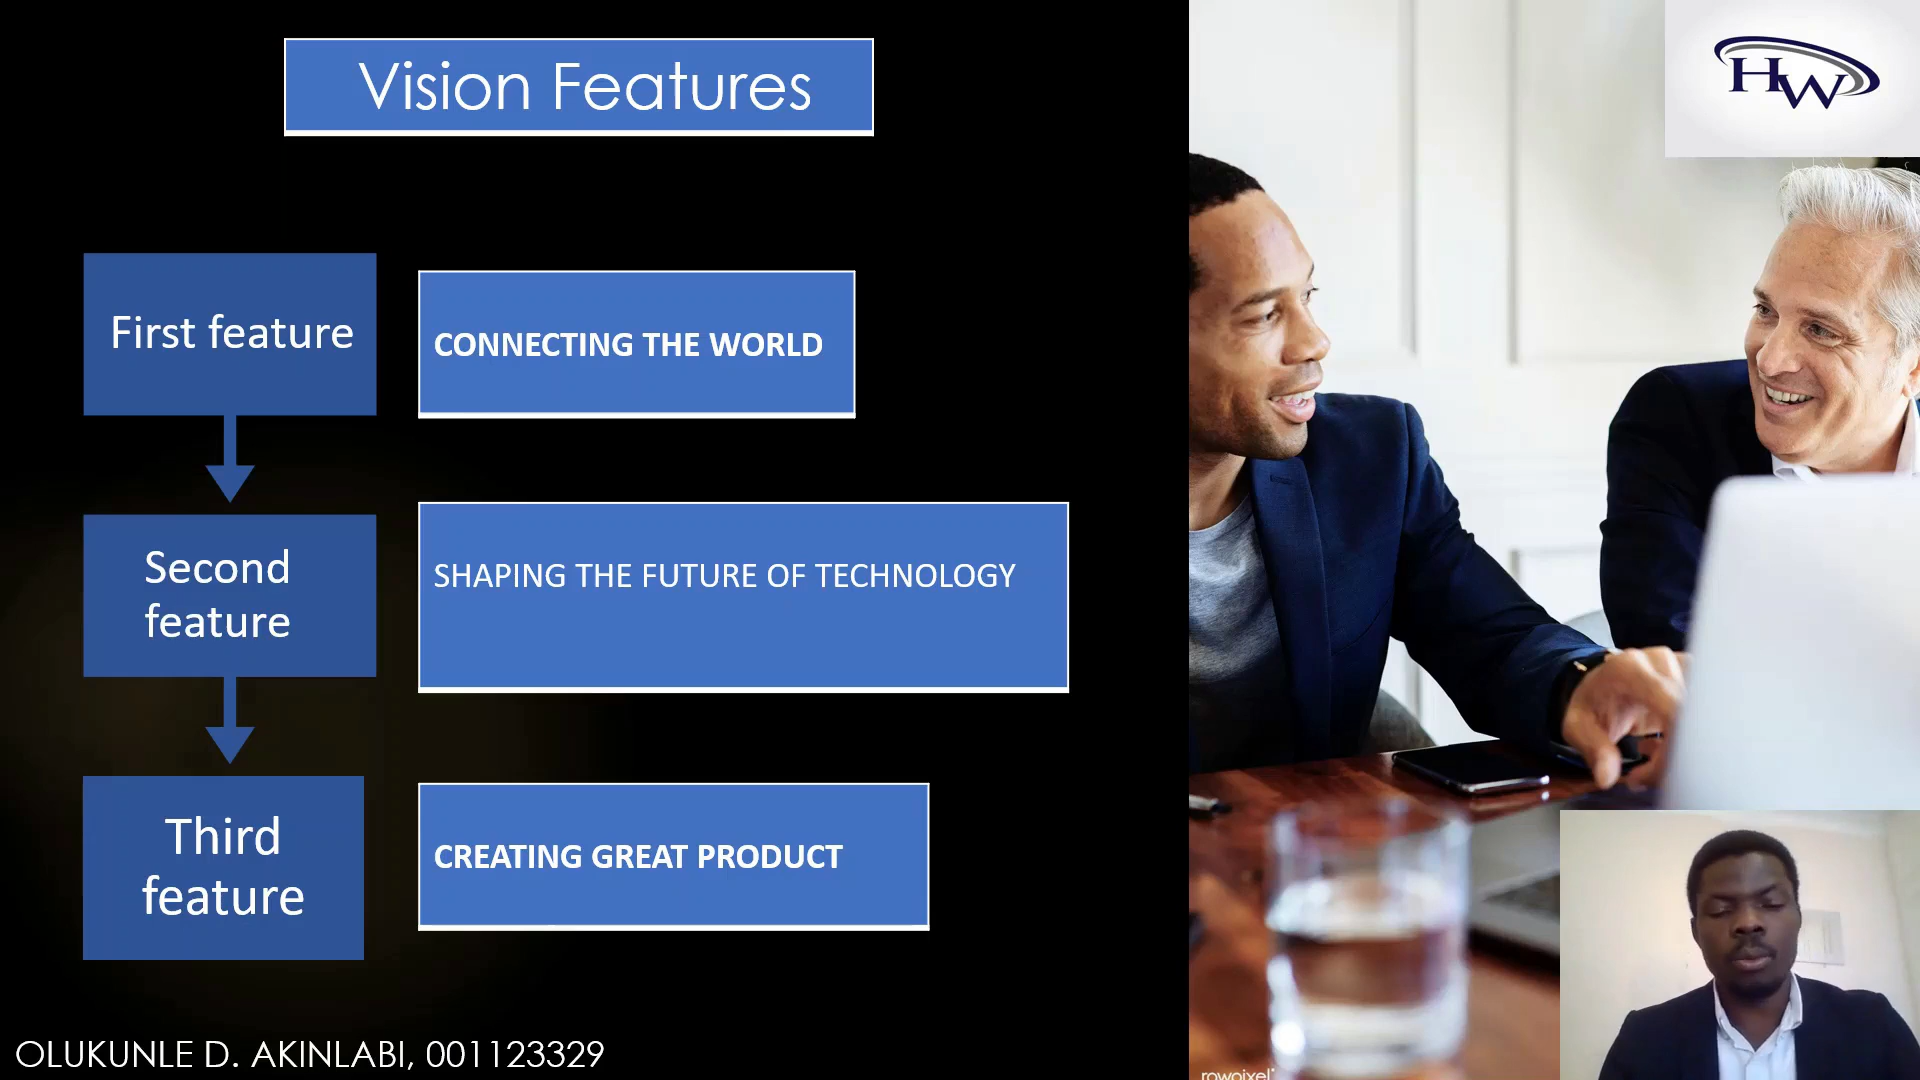 Vision Features
HW
First feature
CONNECTING THE WORLD
Second
feature
SHAPING THE FUTURE OF TECHNOLOGY
Third
feature
CREATING GREAT PRODUCT
OLUKUNLE D. AKINLABI, 001123329
rawpixel